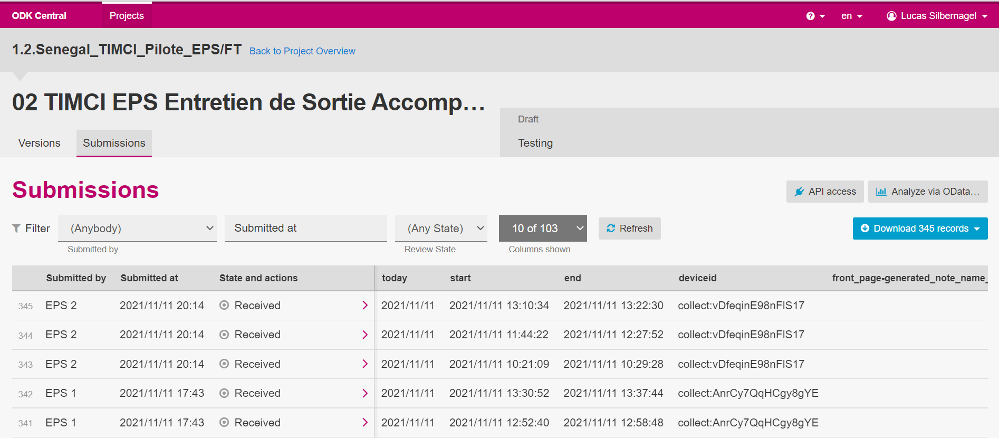 ODK Central Projects en Lucas Silbernagel
1.2.Senegal_TIMCI_Pilote_EPS/FT Back to Project Overview
02 TIMCI EPS Entretien de Sortie Accomp…
Draft
Versions Submissions Testing
Submissions
API access Analyze via OData…
Filter (Anybody) Submitted at (Any State) 10 of 103 Refresh Download 345 records
Submitted by Review State Columns shown
Submitted by Submitted at State and actions today start end deviceid front_page-generated_note_name_
345 EPS 2 2021/11/11 20:14 Received 2021/11/11 2021/11/11 13:10:34 2021/11/11 13:22:30 collect:vDfeqinE98nFlS17
344 EPS 2 2021/11/11 20:14 Received 2021/11/11 2021/11/11 11:44:22 2021/11/11 12:27:52 collect:vDfeqinE98nFlS17
343 EPS 2 2021/11/11 20:14 Received 2021/11/11 2021/11/11 10:21:09 2021/11/11 10:29:28 collect:vDfeqinE98nFlS17
342 EPS 1 2021/11/11 17:43 Received 2021/11/11 2021/11/11 13:30:52 2021/11/11 13:37:44 collect:AnrCy7QqHCgy8gYE
341 EPS 1 2021/11/11 17:43 Received 2021/11/11 2021/11/11 12:52:40 2021/11/11 12:58:48 collect:AnrCy7QqHCgy8gYE